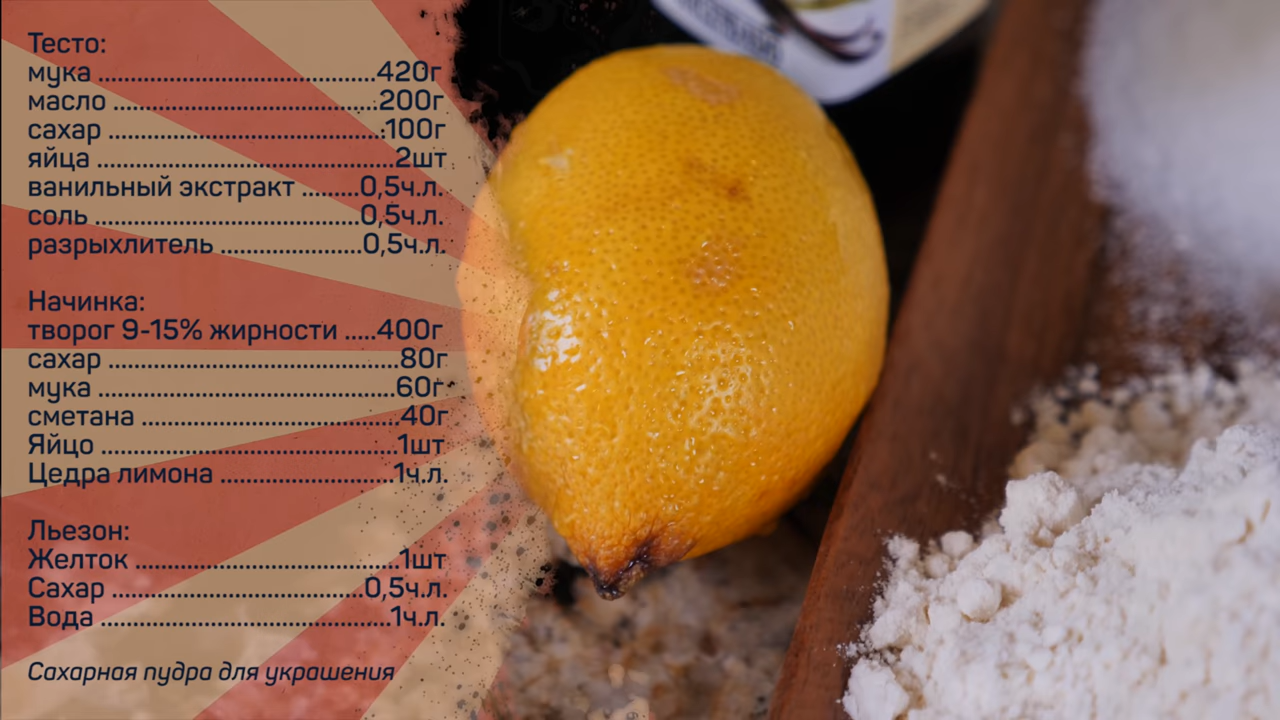 Тесто:
мука ...............................................420г
масло ............................................200г
сахар .............................................100г
яйца ...................................................2шт
ванильный экстракт .........0,5ч.л.
соль ..............................................0,5ч.л.
разрыхлитель ........................0,5ч.л.
Начинка:
творог 9-15% жирности .....400г
сахар .................................................80г
мука ...................................................60г
сметана ............................................40г
Яйцо ...................................................1шт
Цедра лимона ..............................1ч.л.
Льезон:
Желток .............................................1шт
Сахар ...........................................0,5ч.л.
Вода ...................................................1ч.л.
Сахарная пудра для украшения